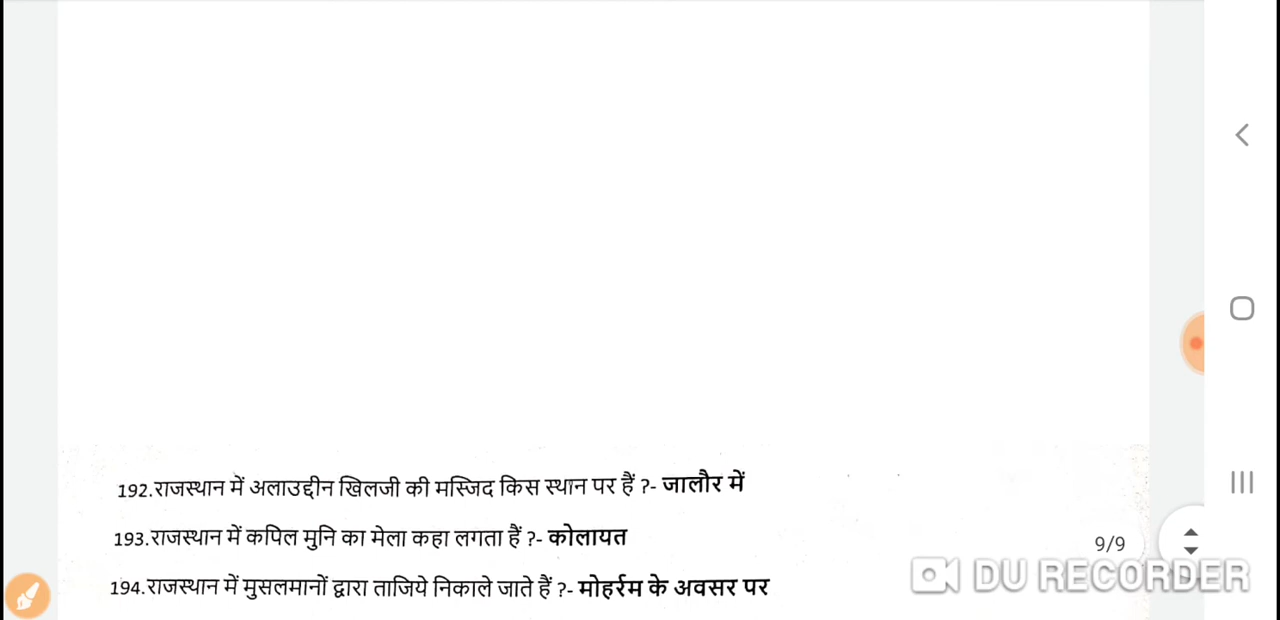 192.राजस्थान में अलाउद्दीन खिलजी की मस्जिद किस स्थान पर हैं ?- जालौर में
193.राजस्थान में कपिल मुनि का मेला कहा लगता हैं ?- कोलायत
9/9
194.राजस्थान में मुसलमानों द्वारा ताजिये निकाले जाते हैं ?- मोहर्रम के अवसर पर
DU RECORDER